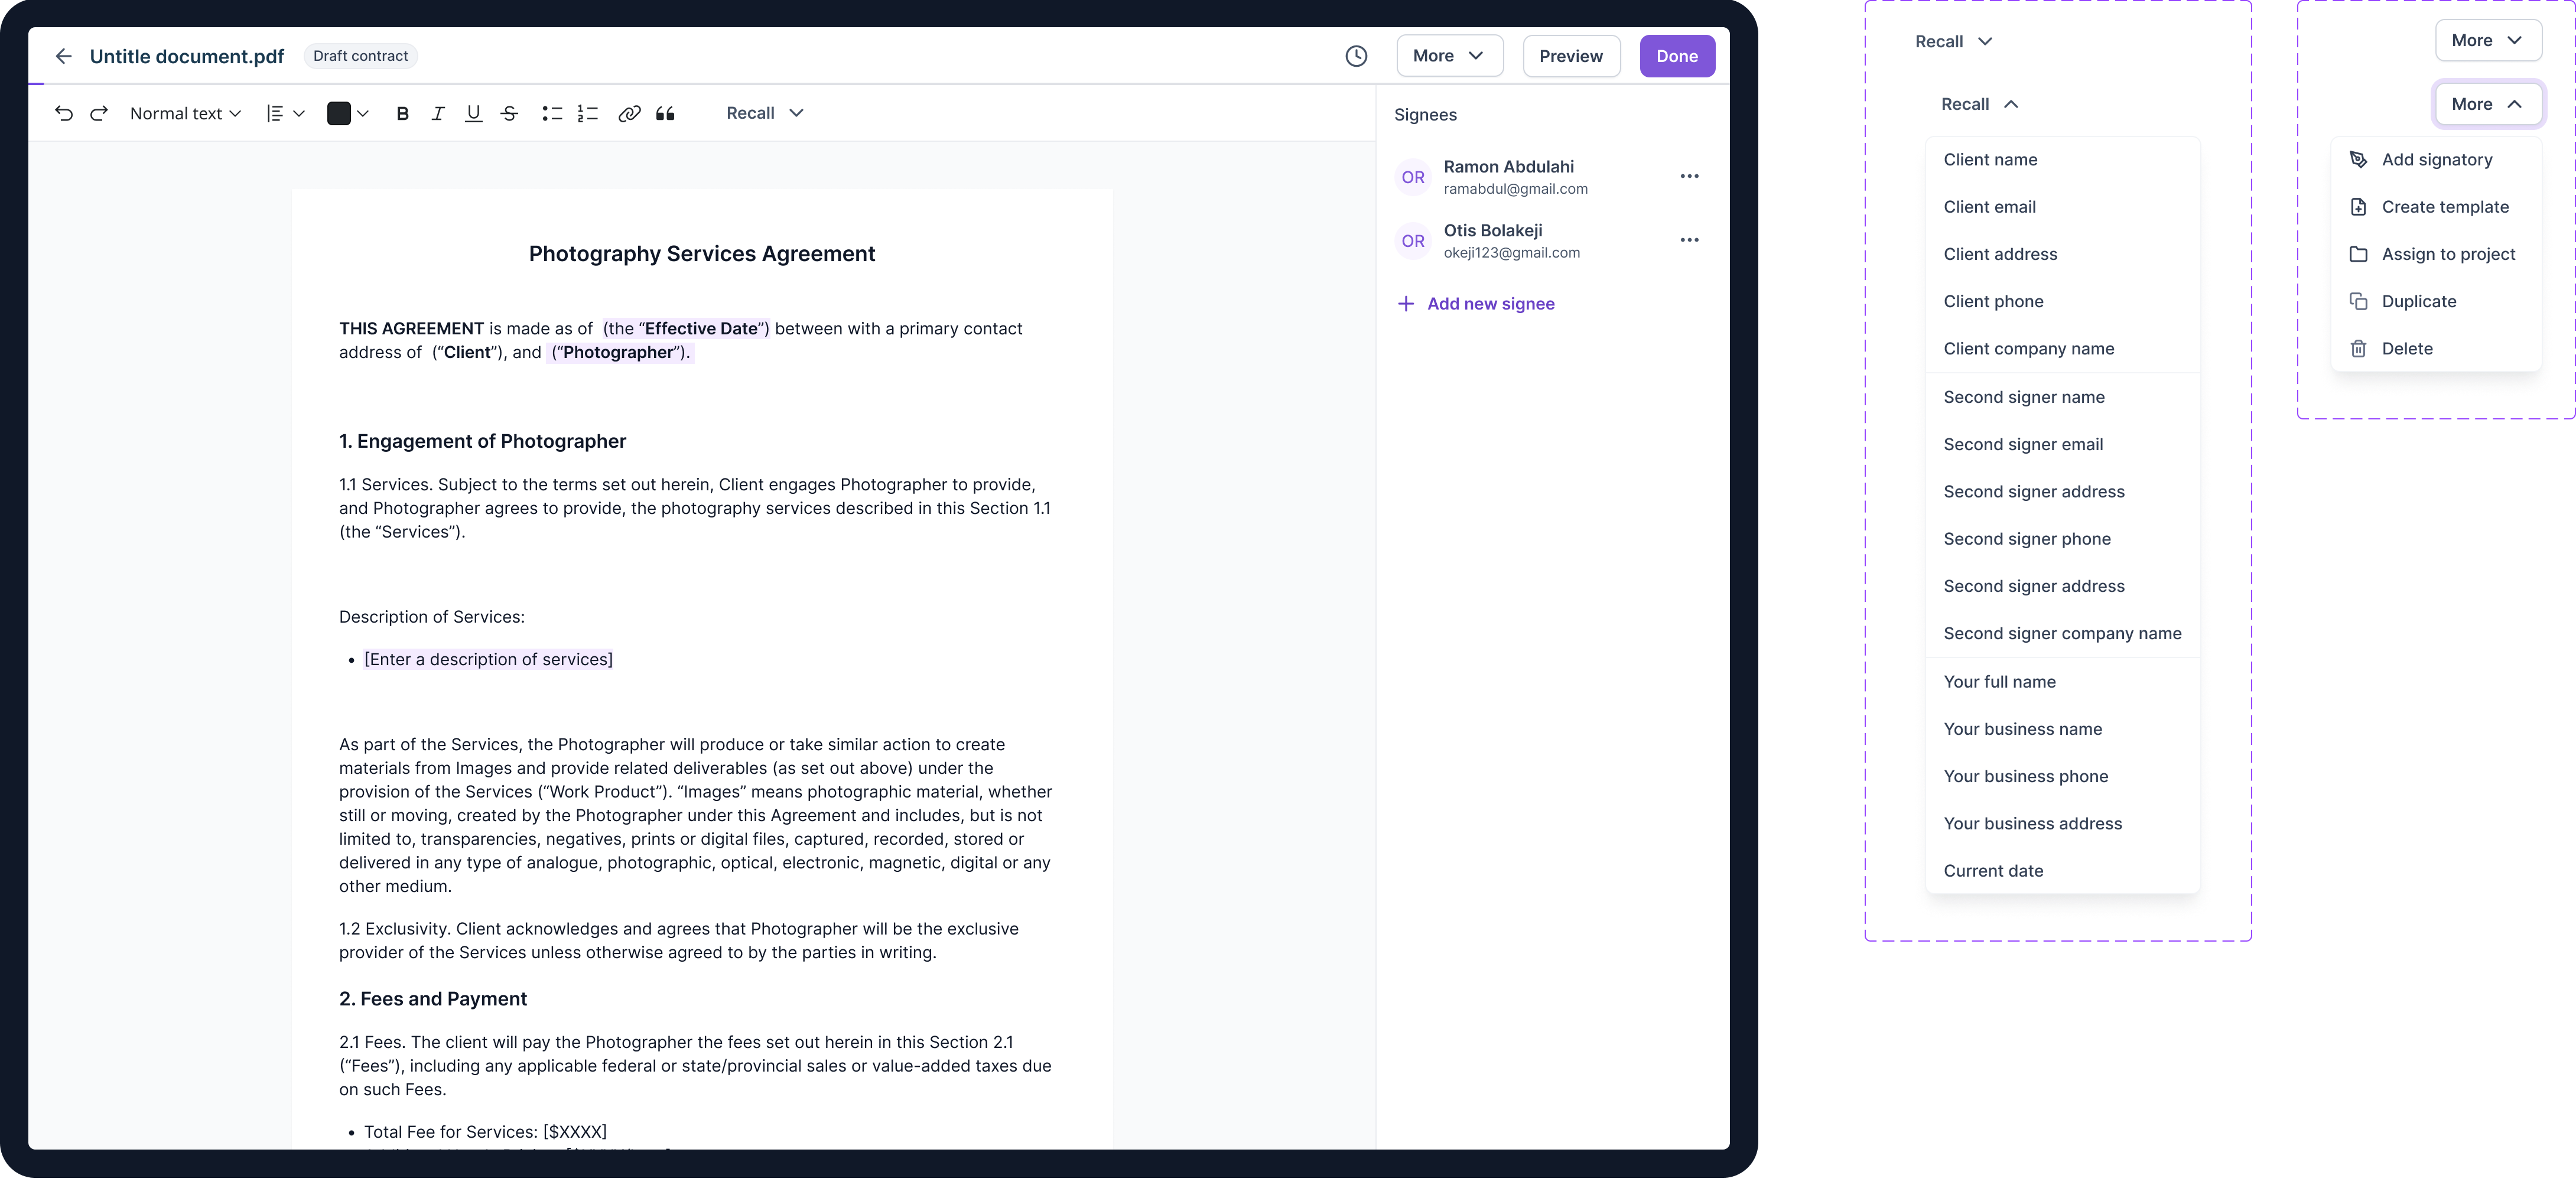 Untitle document.pdf
Draft contract
More
Preview
Done
Normal text
B
I
U
S
Recall
Photography Services Agreement
THIS AGREEMENT is made as of (the “Effective Date”) between with a primary contact
address of (“Client”), and (“Photographer”).
1. Engagement of Photographer
1.1 Services. Subject to the terms set out herein, Client engages Photographer to provide,
and Photographer agrees to provide, the photography services described in this Section 1.1
(the “Services”).
Description of Services:
• [Enter a description of services]
As part of the Services, the Photographer will produce or take similar action to create
materials from Images and provide related deliverables (as set out above) under the
provision of the Services (“Work Product”). “Images” means photographic material, whether
still or moving, created by the Photographer under this Agreement and includes, but is not
limited to, transparencies, negatives, prints or digital files, captured, recorded, stored or
delivered in any type of analogue, photographic, optical, electronic, magnetic, digital or any
other medium.
1.2 Exclusivity. Client acknowledges and agrees that Photographer will be the exclusive
provider of the Services unless otherwise agreed to by the parties in writing.
2. Fees and Payment
2.1 Fees. The client will pay the Photographer the fees set out herein in this Section 2.1
(“Fees”), including any applicable federal or state/provincial sales or value-added taxes due
on such Fees.
• Total Fee for Services: [$XXXX]
Signees
OR
Ramon Abdulahi
ramabdul@gmail.com
OR
Otis Bolakeji
okeji123@gmail.com
Add new signee
Recall
Recall
Client name
Client email
Client address
Client phone
Client company name
Second signer name
Second signer email
Second signer address
Second signer phone
Second signer address
Second signer company name
Your full name
Your business name
Your business phone
Your business address
Current date
More
More
Add signatory
Create template
Assign to project
Duplicate
Delete